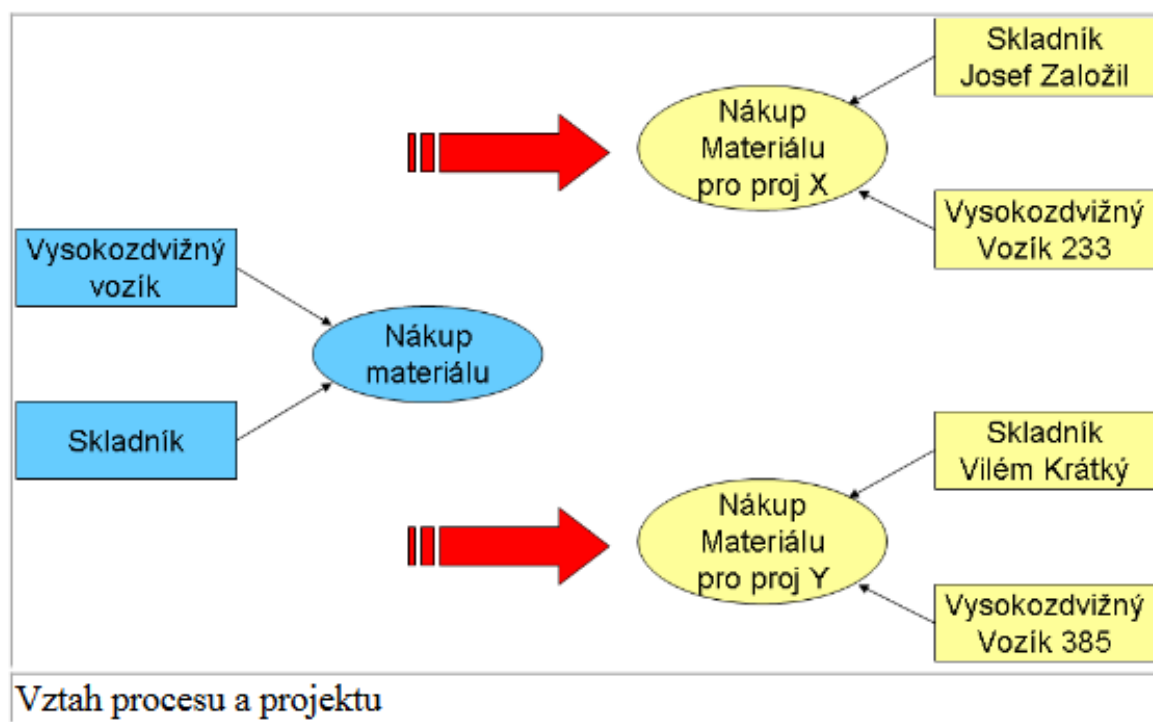 Skladník
Josef Založil
Nákup
Materiálu
pro proj X
Vysokozdvižný
Vozík 233
Vysokozdvižný
vozík
Nákup
materiálu
Skladník
Skladník
Vilém Krátký
Nákup
Materiálu
pro proj Y
Vysokozdvižný
Vozík 385
Vztah procesu a projektu